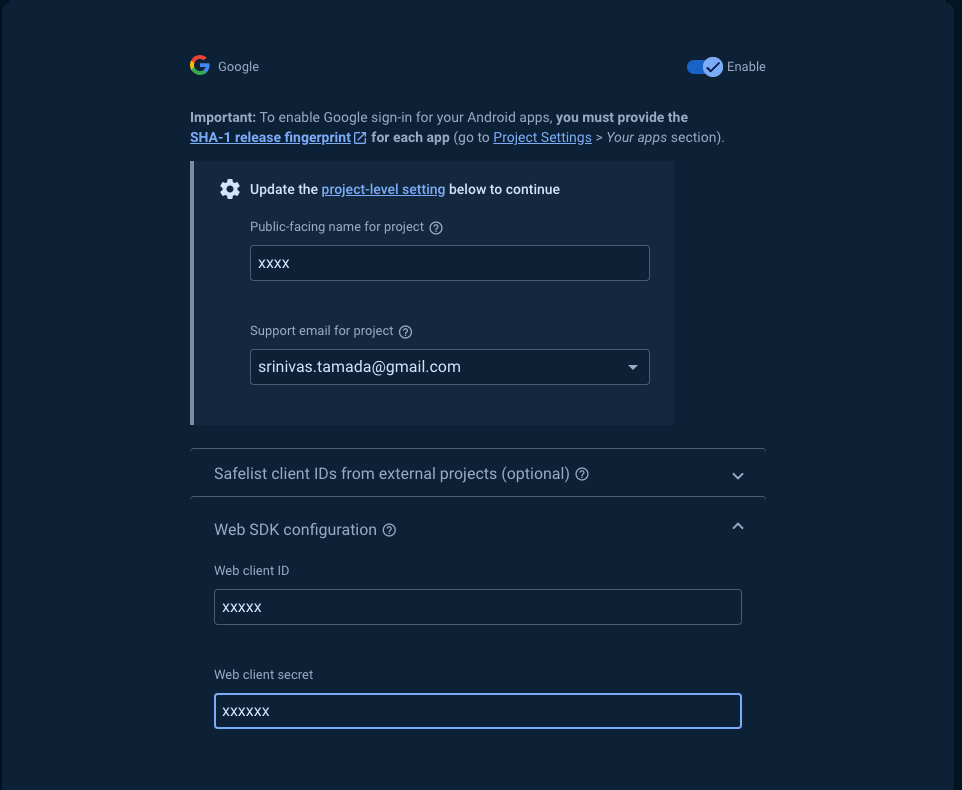 Google
Enable
Important: To enable Google sign-in for your Android apps, you must provide the
SHA-1 release fingerprint for each app (go to Project Settings > Your apps section).
Update the project-level setting below to continue
Public-facing name for project
xxxx
Support email for project
srinivas.tamada@gmail.com
Safelist client IDs from external projects (optional)
Web SDK configuration
Web client ID
xxxxx
Web client secret
xxxxxx